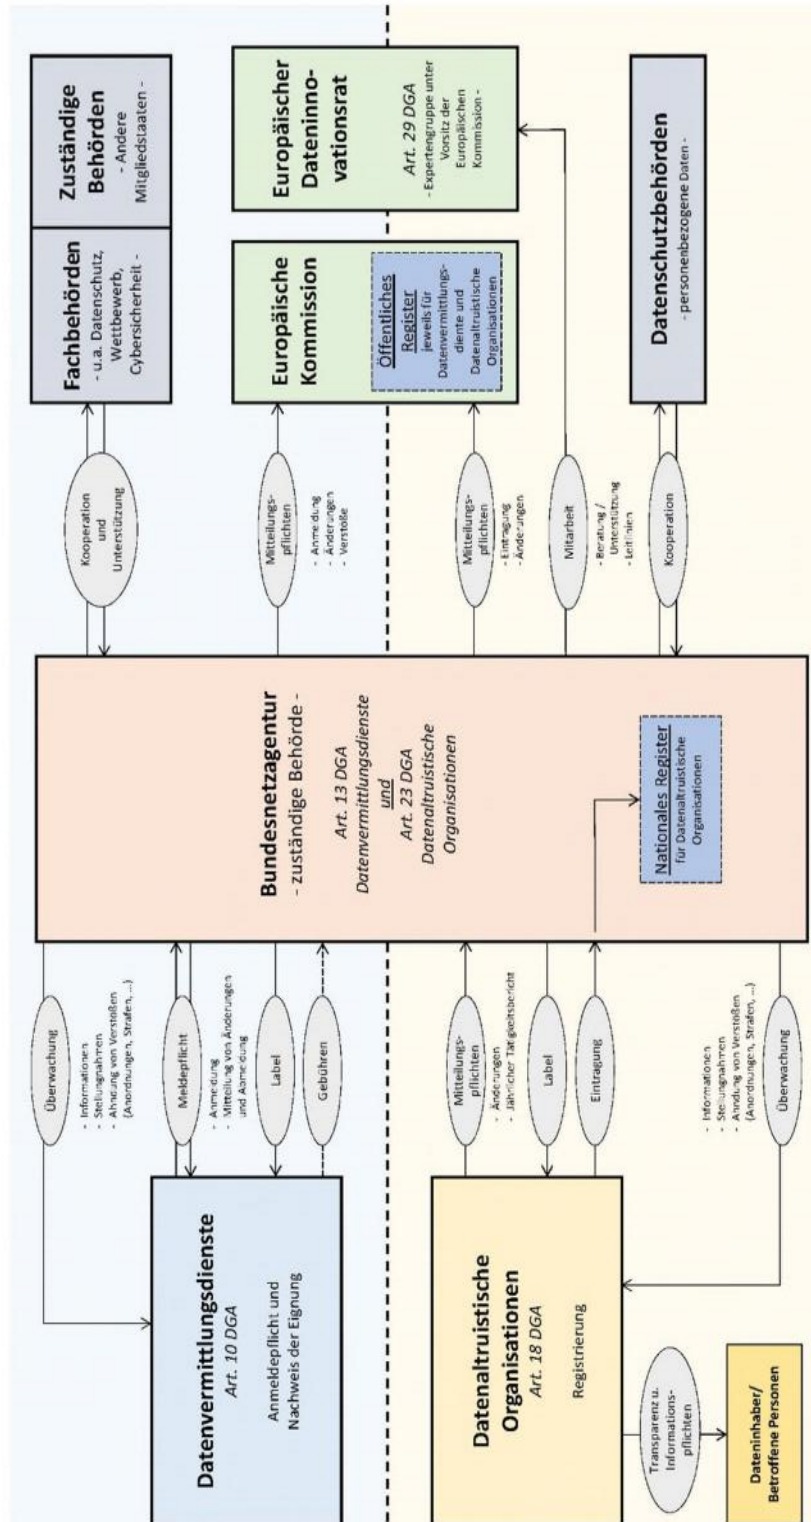 Datenvermittlungsdienste
Art. 10 DGA
Anmeldepflicht und
Nachweis der Eignung
Überwachung
- Informationen
- Stellungnahmen
- Ahndung von Verstößen
(Anordnungen, Strafen, ...)
Meldepflicht
- Anmeldung
- Mitteilung von Änderungen
und Abmeldung
Label
Gebühren
Datenaltruistische
Organisationen
Art. 18 DGA
Registrierung
Mitteilungs-
pflichten
- Änderungen
- Jährlicher Tätigkeitsbericht
Label
Eintragung
Überwachung
- Informationen
- Stellungnahmen
- Ahndung von Verstößen
(Anordnungen, Strafen, ...)
Transparenz u.
Informations-
pflichten
Dateninhaber/
Betroffene Personen
Bundesnetzagentur
- zuständige Behörde -
Art. 13 DGA
Datenvermittlungsdienste
und
Art. 23 DGA
Datenaltruistische
Organisationen
Nationales Register
für Datenaltruistische
Organisationen
Kooperation
und
Unterstützung
Mitteilungs-
pflichten
- Anmeldung
- Änderungen
- Verstöße
Mitteilungs-
pflichten
- Eintragung
- Änderungen
Mitarbeit
- Beratung /
Unterstützung
- Leitlinien
Kooperation
Fachbehörden
- u.a. Datenschutz,
Wettbewerb,
Cybersicherheit -
Zuständige
Behörden
- Andere
Mitgliedstaaten -
Europäische
Kommission
Öffentliches
Register
jeweils für
Datenvermittlungs-
diente und
Datenaltruistische
Organisationen
Europäischer
Dateninno-
vationsrat
Art. 29 DGA
- Expertengruppe unter
Vorsitz der
Europäischen
Kommission -
Datenschutzbehörden
- personenbezogene Daten -